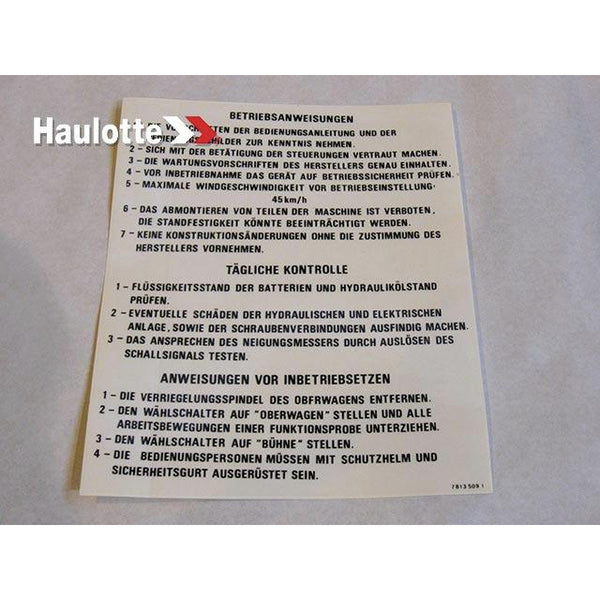 BETRIEBSANWEISUNGEN
Haulotte
DIE VORSCHRIFTEN DER BEDIENUNGSANLEITUNG UND DER
SCHILDER ZUR KENNTNIS NEHMEN.
2 – SICH MIT DER BETÄTIGUNG DER STEUERUNGEN VERTRAUT MACHEN.
3 – DIE WARTUNGSVORSCHRIFTEN DES HERSTELLERS GENAU EINHALTEN.
4 – VOR INBETRIEBNAHME DAS GERÄT AUF BETRIEBSSICHERHEIT PRÜFEN.
5 – MAXIMALE WINDGESCHWINDIGKEIT VOR BETRIEBSEINSTELLUNG·
45 km/h
6 – DAS ABMONTIEREN VON TEILEN DER MASCHINE IST VERBOTEN,
DIE STANDFESTIGKEIT KÖNNTE BEEINTRÄCHTIGT WERDEN.
7 – KEINE KONSTRUKTIONSÄNDERUNGEN OHNE DIE ZUSTIMMUNG DES
HERSTELLERS VORNEHMEN.
TÄGLICHE KONTROLLE
1 – FLÜSSIGKEITSSTAND DER BATTERIEN UND HYDRAULIKÖLSTAND
PRÜFEN.
2 – EVENTUELLE SCHÄDEN DER HYDRAULISCHEN UND ELEKTRISCHEN
ANLAGE, SOWIE DER SCHRAUBENVERBINDUNGEN AUSFINDIG MACHEN.
3 – DAS ANSPRECHEN DES NEIGUNGSMESSERS DURCH AUSLÖSEN DES
SCHALLSIGNALS TESTEN.
ANWEISUNGEN VOR INBETRIEBSETZEN
1 – DIE VERRIEGELUNGSSPINDEL DES OBFRWAGENS ENTFERNEN.
2 – DEN WÄHLSCHALTER AUF "OBERWAGEN" STELLEN UND ALLE
ARBEITSBEWEGUNGEN EINER FUNKTIONSPROBE UNTERZIEHEN.
3 – DEN WÄHLSCHALTER AUF "BÜHNE" STELLEN.
4 – DIE BEDIENUNGSPERSONEN MÜSSEN MIT SCHUTZHELM UND
SICHERHEITSGURT AUSGERÜSTET SEIN.
7813 509 1